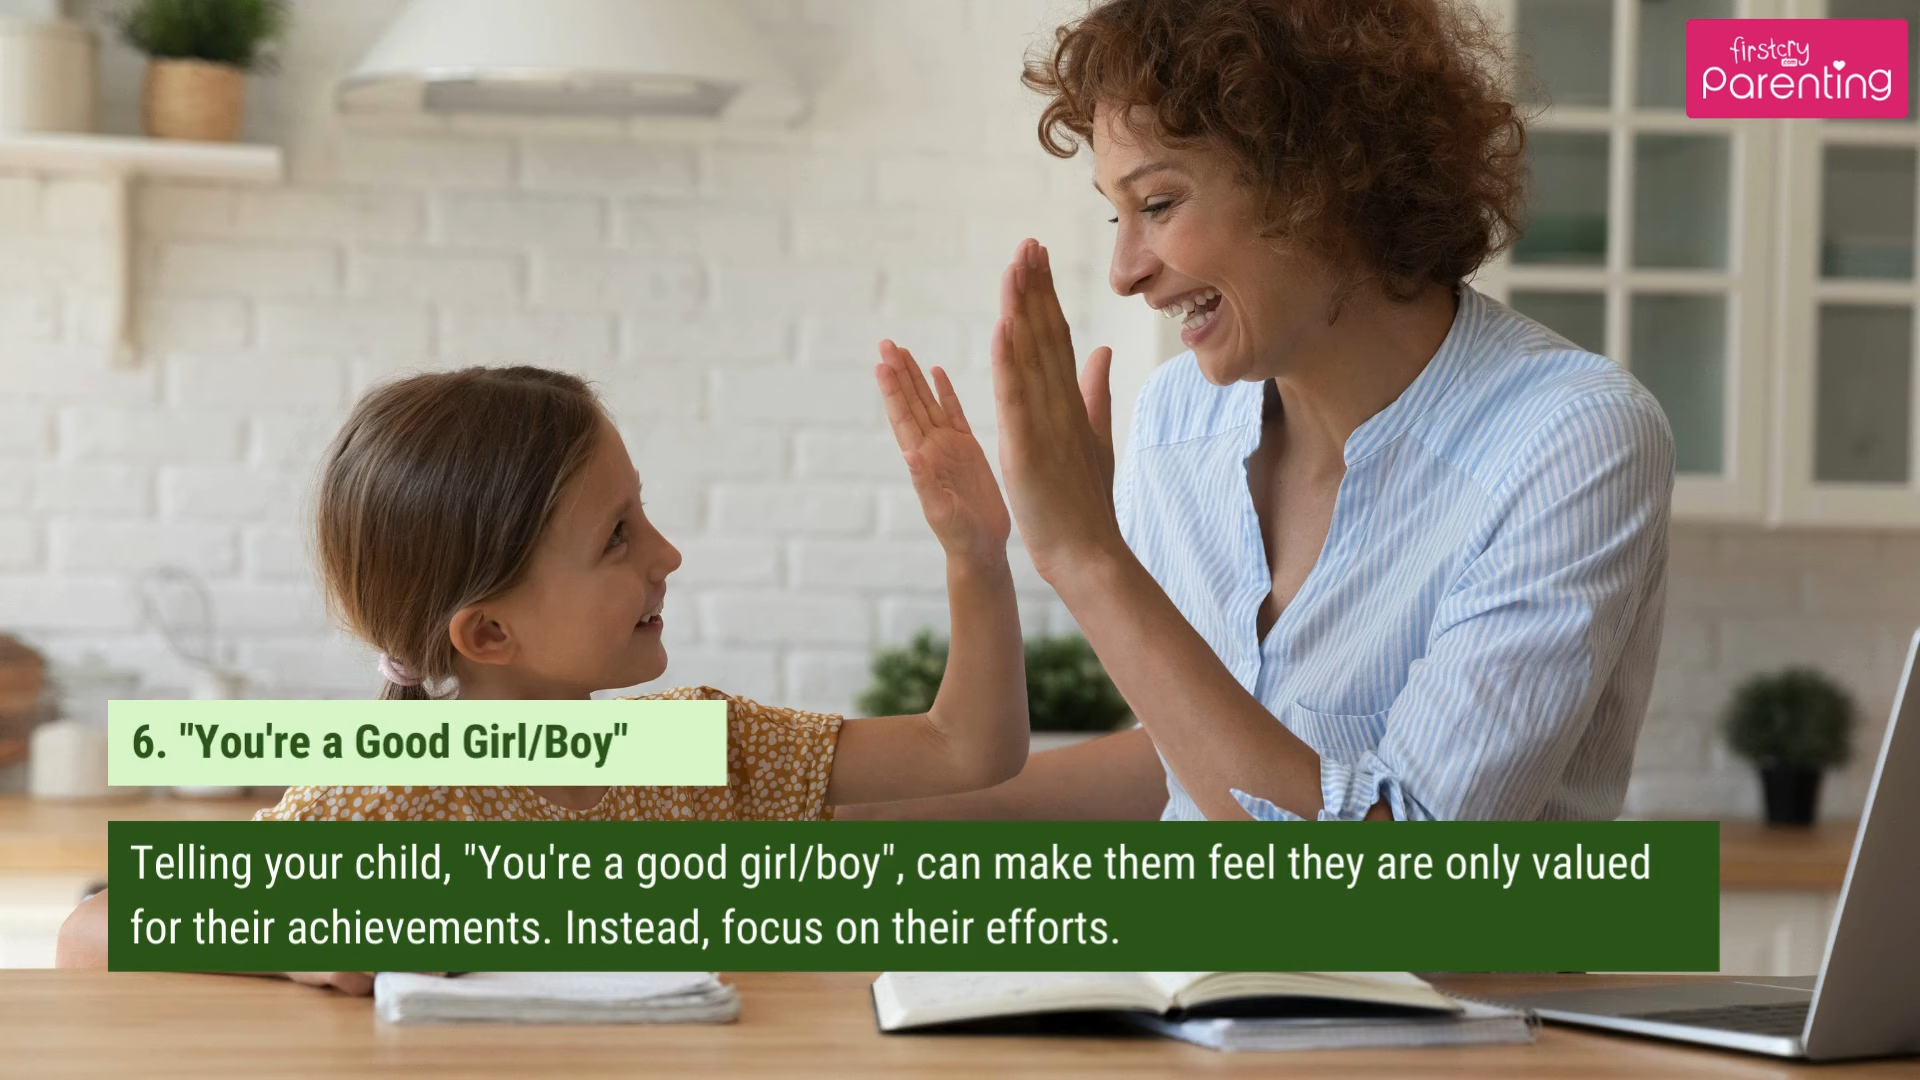 firstcry
.com
Parenting
6. "You're a Good Girl/Boy"
Telling your child, "You're a good girl/boy", can make them feel they are only valued
for their achievements. Instead, focus on their efforts.